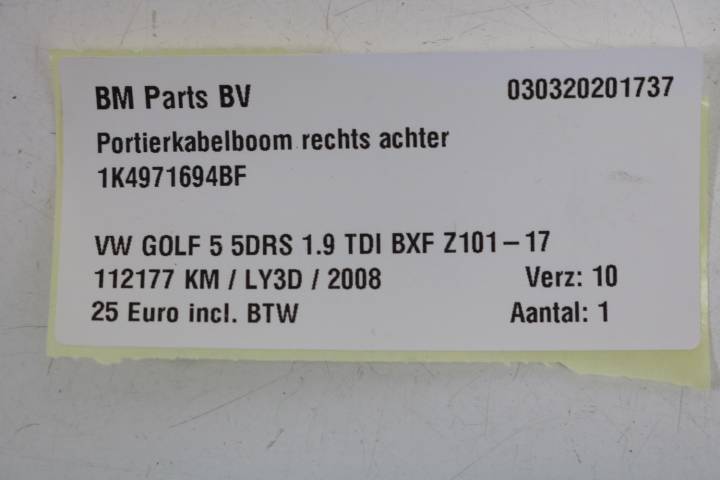 BM Parts BV 030320201737
Portierkabelboom rechts achter
1K4971694BF
VW GOLF 5 5DRS 1.9 TDI BXF Z101-17
112177 KM / LY3D / 2008 Verz: 10
25 Euro incl. BTW Aantal: 1